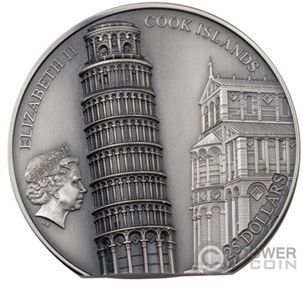 ELIZABETH II
COOK ISLANDS
25 DOLLARS
POWER
COIN